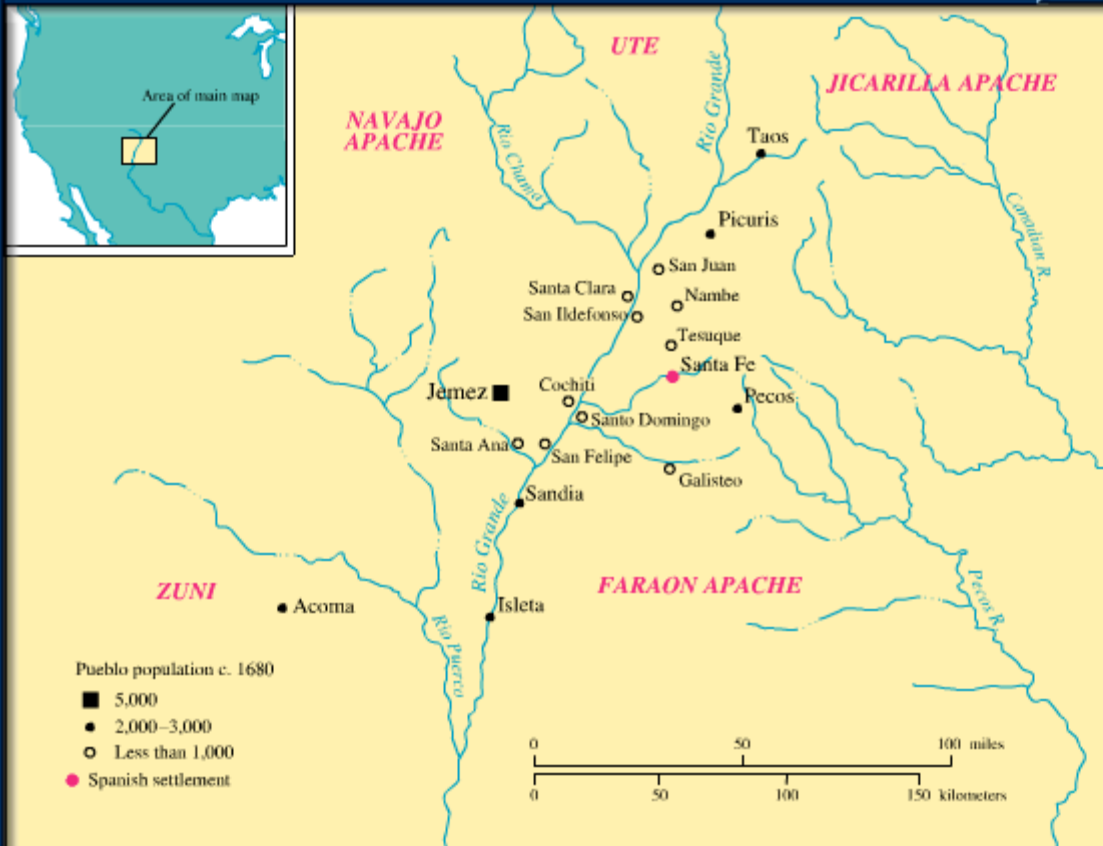 Area of main map
UTE
JICARILLA APACHE
NAVAJO
APACHE
Rio Chama
Rio Grande
Taos
Canadian R.
Picuris
San Juan
Santa Clara
Nambe
San Ildefonso
Tesuque
Santa Fe
Jemez
Cochiti
Pecos
Santo Domingo
Santa Ana
San Felipe
Galisteo
Sandia
Rio Grande
ZUNI
FARAON APACHE
Pecos R.
Acoma
Isleta
Rio Puerco
Pueblo population c. 1680
5,000
2,000–3,000
Less than 1,000
Spanish settlement
0 50 100 miles
0 50 100 150 kilometers